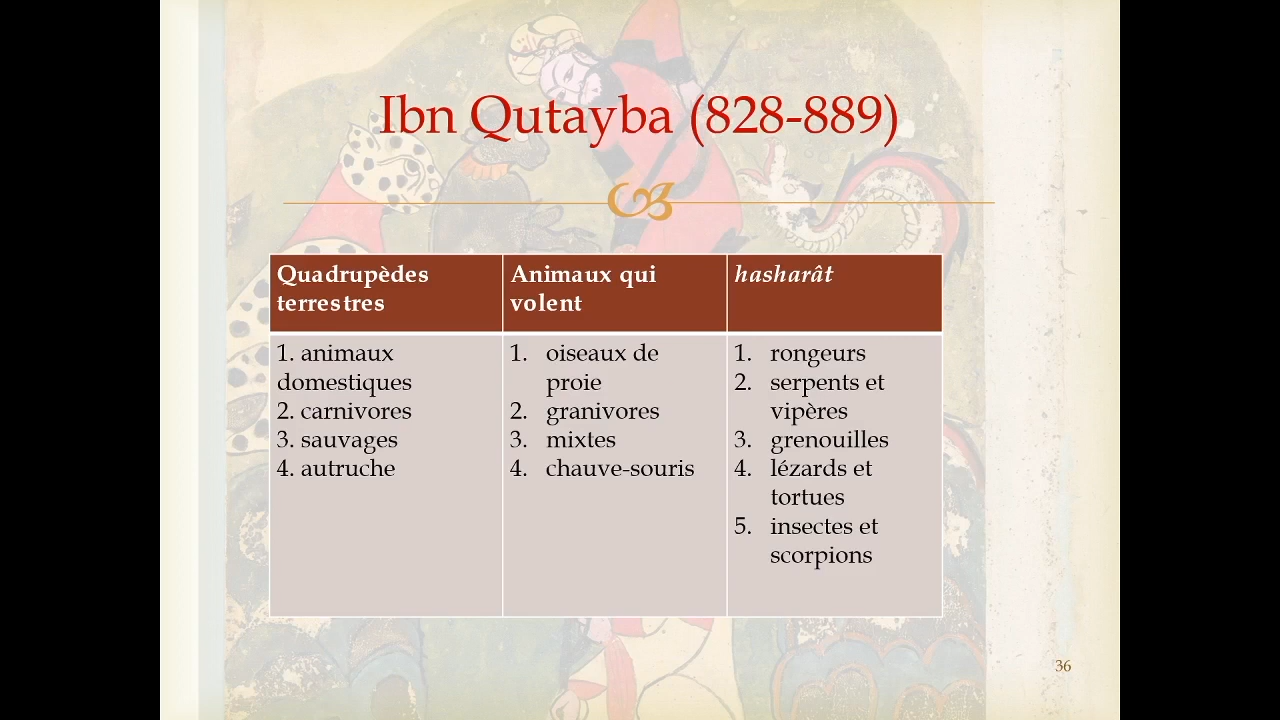 Ibn Qutayba (828-889)
Quadrupèdes
terrestres
Animaux qui
volent
hasharât
1. animaux
domestiques
2. carnivores
3. sauvages
4. autruche
1. oiseaux de
proie
2. granivores
3. mixtes
4. chauve-souris
1. rongeurs
2. serpents et
vipères
3. grenouilles
4. lézards et
tortues
5. insectes et
scorpions
36